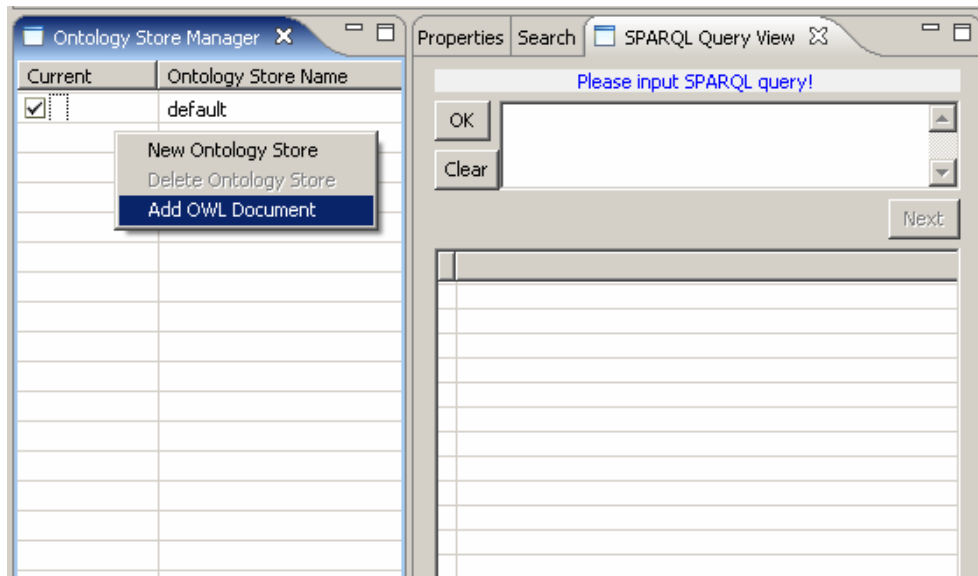 Ontology Store Manager
Current Ontology Store Name
default
New Ontology Store
Delete Ontology Store
Add OWL Document
Properties Search SPARQL Query View
Please input SPARQL query!
OK
Clear
Next